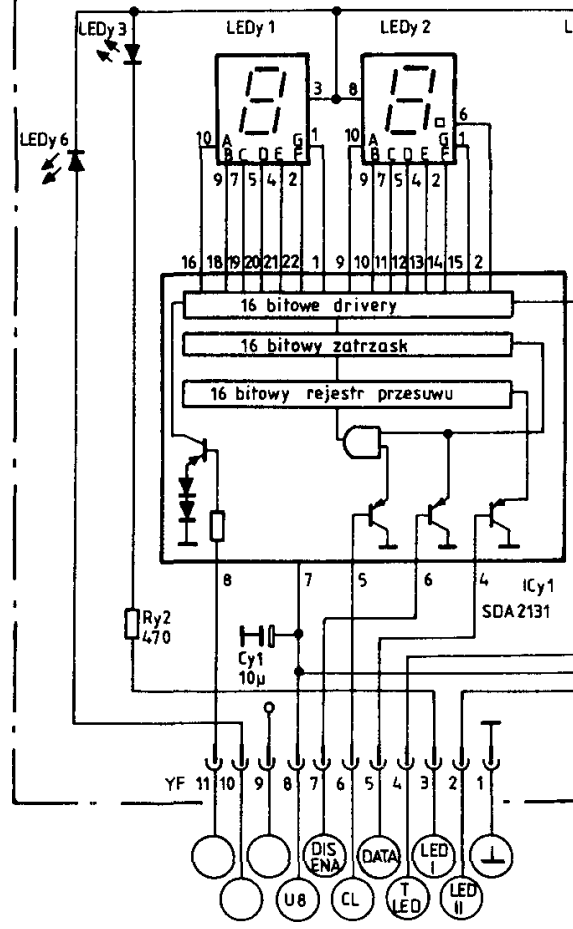 LEDy 3
LEDy 1
LEDy 2
LEDy 6
3
8
6
10
A
B
C
D
E
G
F
1
10
A
B
C
D
E
G
F
1
9
7
5
4
2
9
7
5
4
2
16
18
19
20
21
22
1
9
10
11
12
13
14
15
2
16 bitowe drivery
16 bitowy zatrzask
16 bitowy rejestr przesuwu
8
7
5
6
4
ICy1
SDA 2131
Ry2
470
Cy1
10µ
YF
11
10
9
8
7
6
5
4
3
2
1
DIS
ENA
DATA
LED
I
U8
CL
T
LED
LED
II